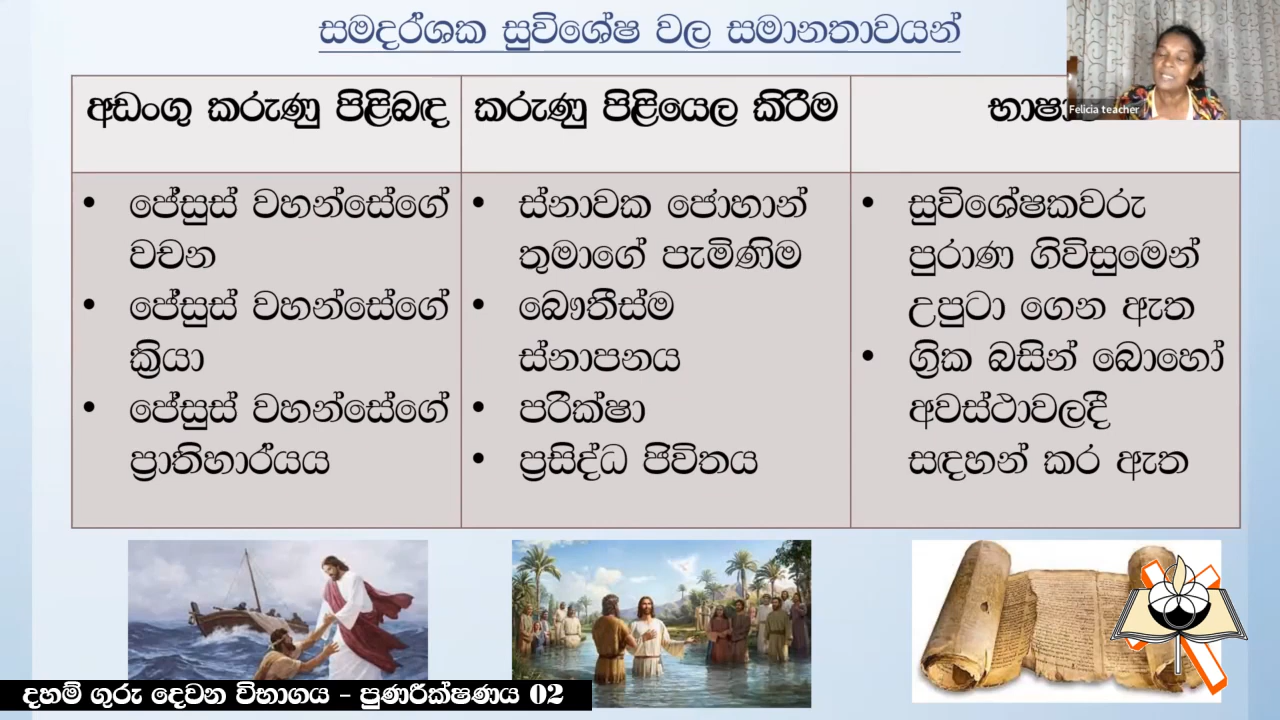 සමදර්ශක සුවිශේෂ වල සමානතාවයන්
Felicia teacher
අඩංගු කරුණු පිළිබඳ
කරුණු පිළියෙල කිරීම
• ජේසුස් වහන්සේගේ
වචන
• ජේසුස් වහන්සේගේ
ක්‍රියා
• ජේසුස් වහන්සේගේ
ප්‍රාතිහාර්යය
• ස්නාවක ජොහාන්
තුමාගේ පැමිණිම
• බෞතීස්ම
ස්නාපනය
• පරීක්ෂා
• ප්‍රසිද්ධ ජිවිතය
• සුවිශේෂකවරු
පුරාණ ගිවිසුමෙන්
උපුටා ගෙන ඇත
• ග්‍රික බසින් බොහෝ
අවස්ථාවලදී
සඳහන් කර ඇත
දහම් ගුරු දෙවන විභාගය - පුණරීක්ෂණය 02